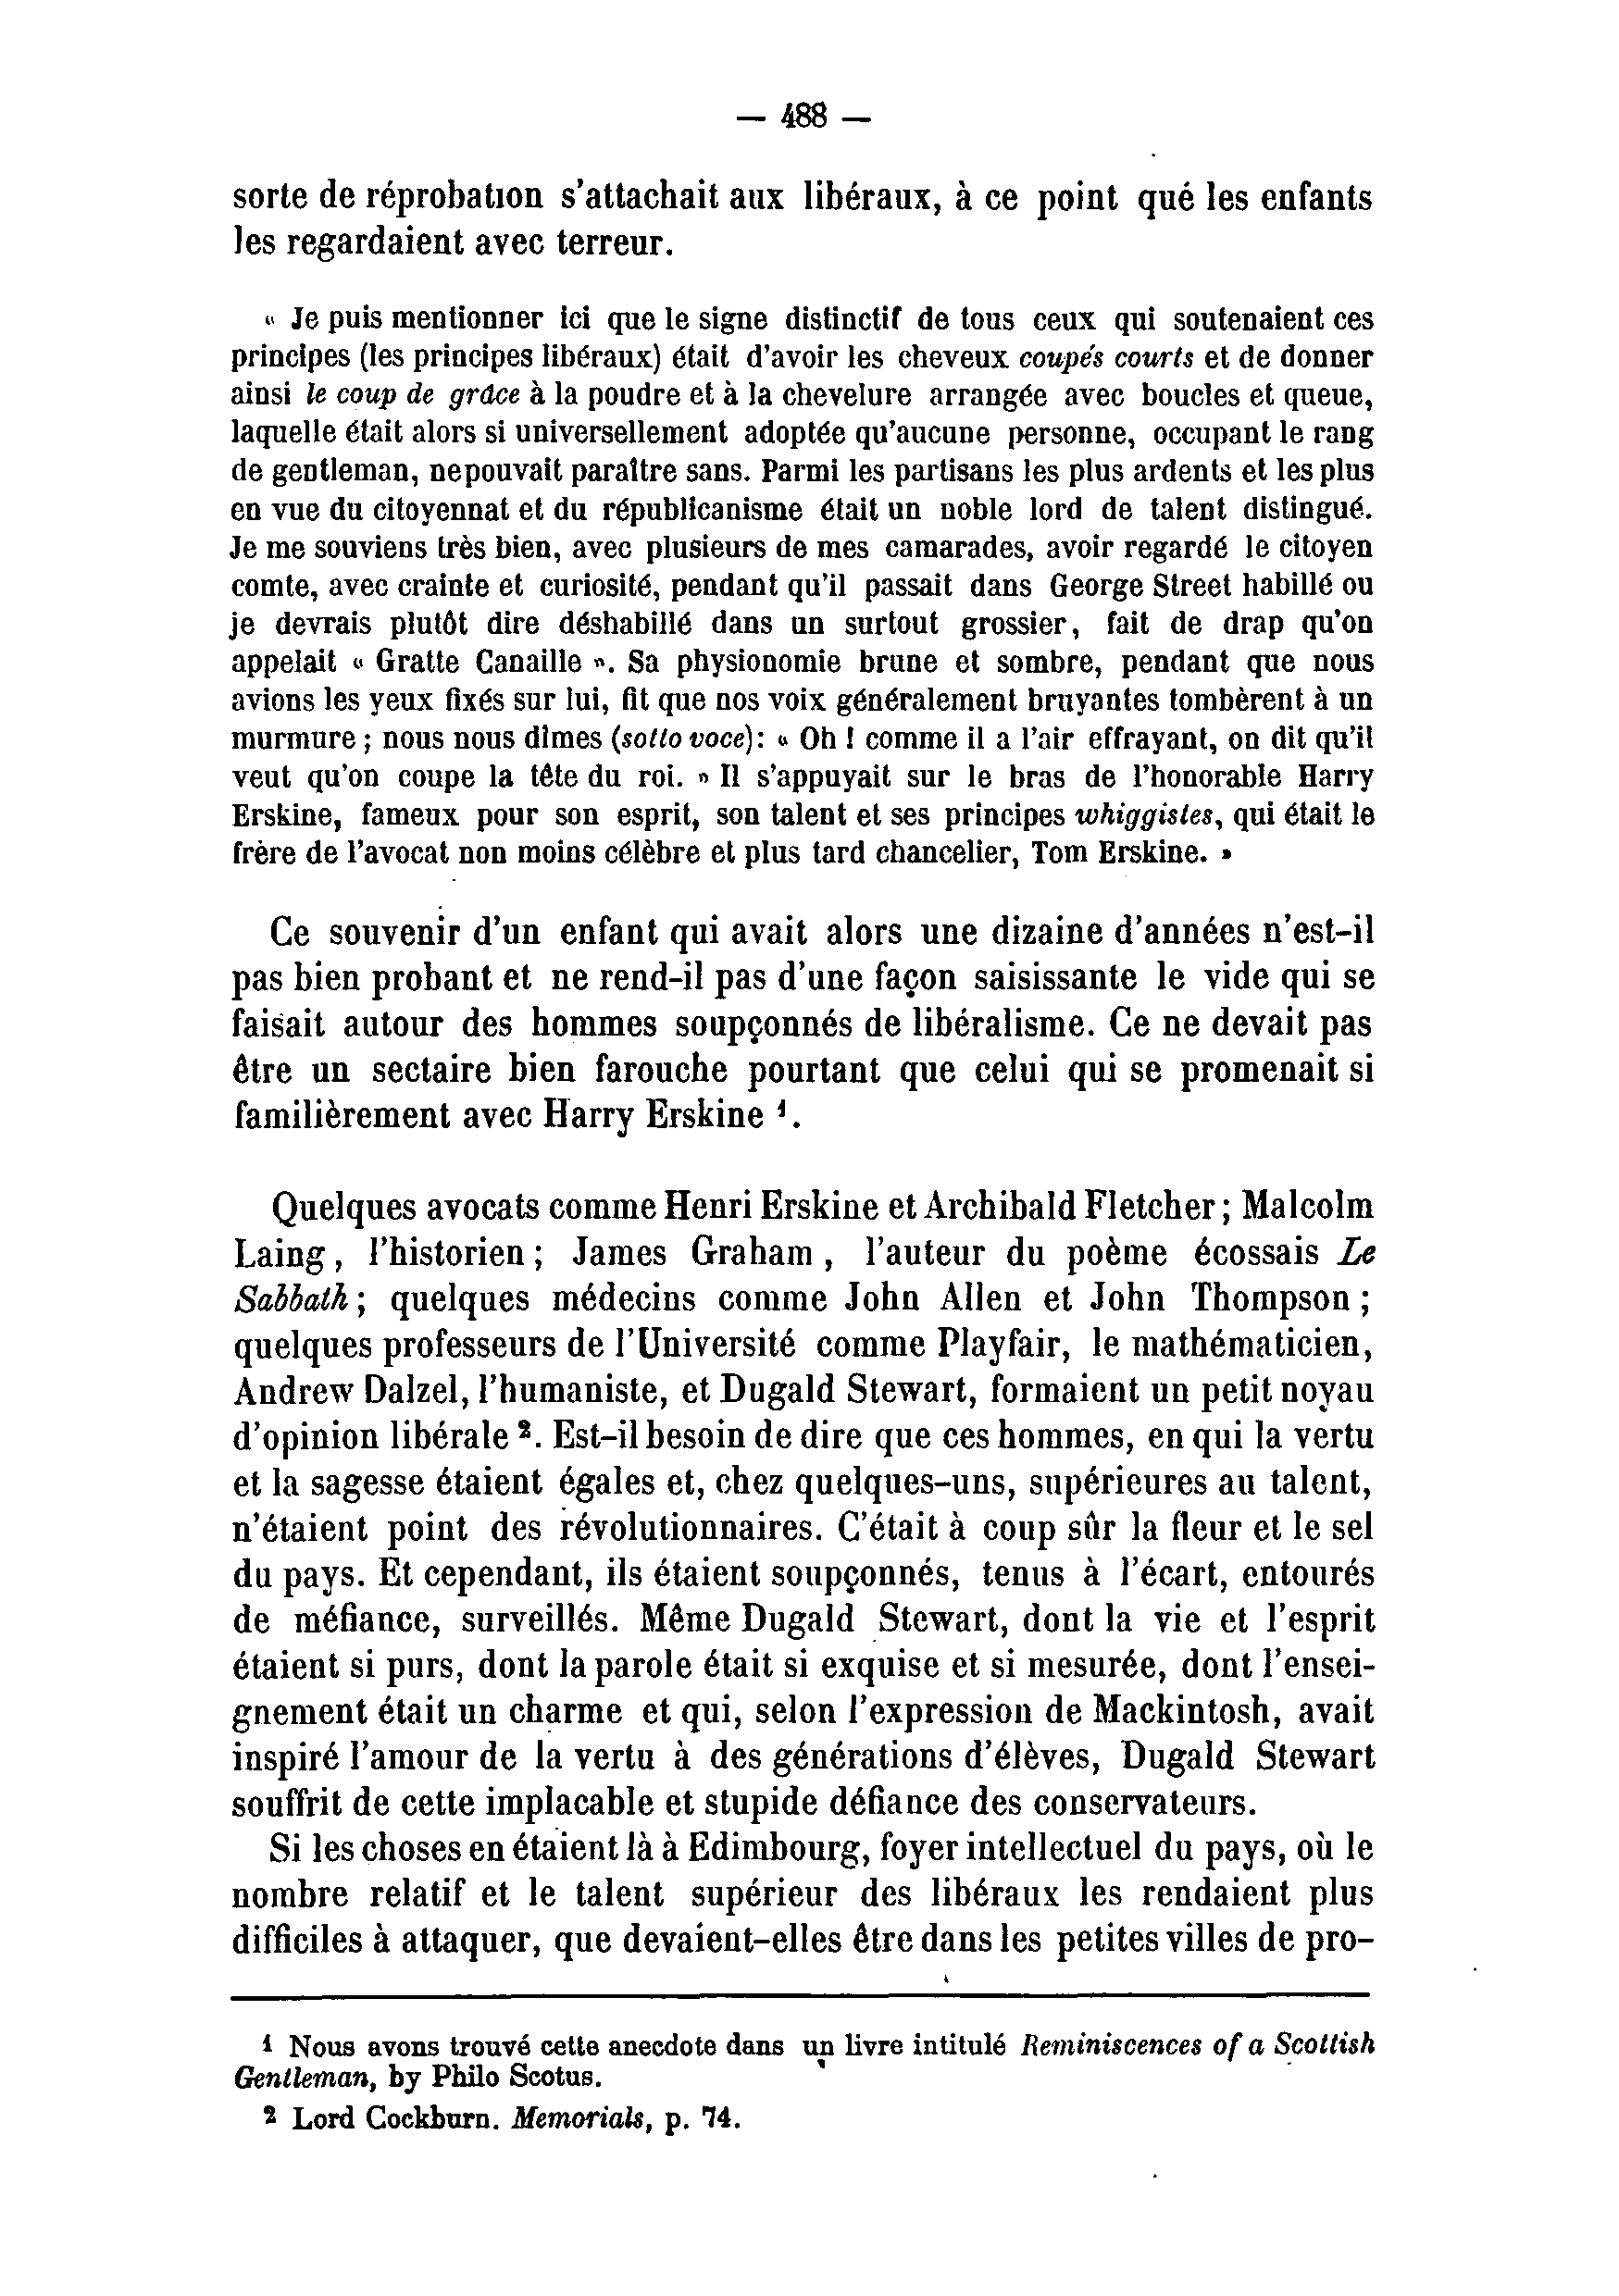 — 488 —
sorte de réprobation s'attachait aux libéraux, à ce point qué les enfants
les regardaient avec terreur.
« Je puis mentionner ici que le signe distinctif de tous ceux qui soutenaient ces
principes (les principes libéraux) était d'avoir les cheveux coupés courts et de donner
ainsi le coup de grâce à la poudre et à la chevelure arrangée avec boucles et queue,
laquelle était alors si universellement adoptée qu'aucune personne, occupant le rang
de gentleman, nepouvait paraître sans. Parmi les partisans les plus ardents et les plus
en vue du citoyennat et du républicanisme était un noble lord de talent distingué.
Je me souviens très bien, avec plusieurs de mes camarades, avoir regardé le citoyen
comte, avec crainte et curiosité, pendant qu'il passait dans George Street habillé ou
je devrais plutôt dire déshabillé dans un surtout grossier, fait de drap qu'on
appelait « Gratte Canaille ». Sa physionomie brune et sombre, pendant que nous
avions les yeux fixés sur lui, fit que nos voix généralement bruyantes tombèrent à un
murmure ; nous nous dîmes (sotto voce) : « Oh ! comme il a l'air effrayant, on dit qu'il
veut qu'on coupe la tête du roi. » Il s'appuyait sur le bras de l'honorable Harry
Erskine, fameux pour son esprit, son talent et ses principes whiggistes, qui était le
frère de l'avocat non moins célèbre et plus tard chancelier, Tom Erskine. »
Ce souvenir d'un enfant qui avait alors une dizaine d'années n'est-il
pas bien probant et ne rend-il pas d'une façon saisissante le vide qui se
faisait autour des hommes soupçonnés de libéralisme. Ce ne devait pas
être un sectaire bien farouche pourtant que celui qui se promenait si
familièrement avec Harry Erskine ¹.
Quelques avocats comme Henri Erskine et Archibald Fletcher ; Malcolm
Laing, l'historien ; James Graham, l'auteur du poème écossais Le
Sabbath ; quelques médecins comme John Allen et John Thompson ;
quelques professeurs de l'Université comme Playfair, le mathématicien,
Andrew Dalzel, l'humaniste, et Dugald Stewart, formaient un petit noyau
d'opinion libérale ². Est-il besoin de dire que ces hommes, en qui la vertu
et la sagesse étaient égales et, chez quelques-uns, supérieures au talent,
n'étaient point des révolutionnaires. C'était à coup sûr la fleur et le sel
du pays. Et cependant, ils étaient soupçonnés, tenus à l'écart, entourés
de méfiance, surveillés. Même Dugald Stewart, dont la vie et l'esprit
étaient si purs, dont la parole était si exquise et si mesurée, dont l'ensei-
gnement était un charme et qui, selon l'expression de Mackintosh, avait
inspiré l'amour de la vertu à des générations d'élèves, Dugald Stewart
souffrit de cette implacable et stupide défiance des conservateurs.
Si les choses en étaient là à Edimbourg, foyer intellectuel du pays, où le
nombre relatif et le talent supérieur des libéraux les rendaient plus
difficiles à attaquer, que devaient-elles être dans les petites villes de pro-
¹ Nous avons trouvé cette anecdote dans un livre intitulé Reminiscences of a Scottish
Gentleman, by Philo Scotus.
² Lord Cockburn. Memorials, p. 74.